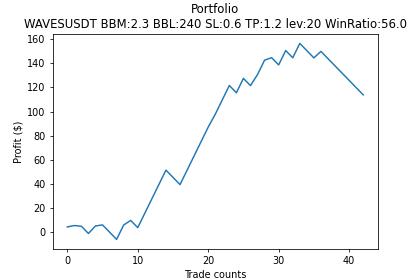 Portfolio
WAVESUSDT BBM:2.3 BBL:240 SL:0.6 TP:1.2 lev:20 WinRatio:56.0
160
140
120
100
80
60
40
20
0
Profit ($)
0 10 20 30 40
Trade counts